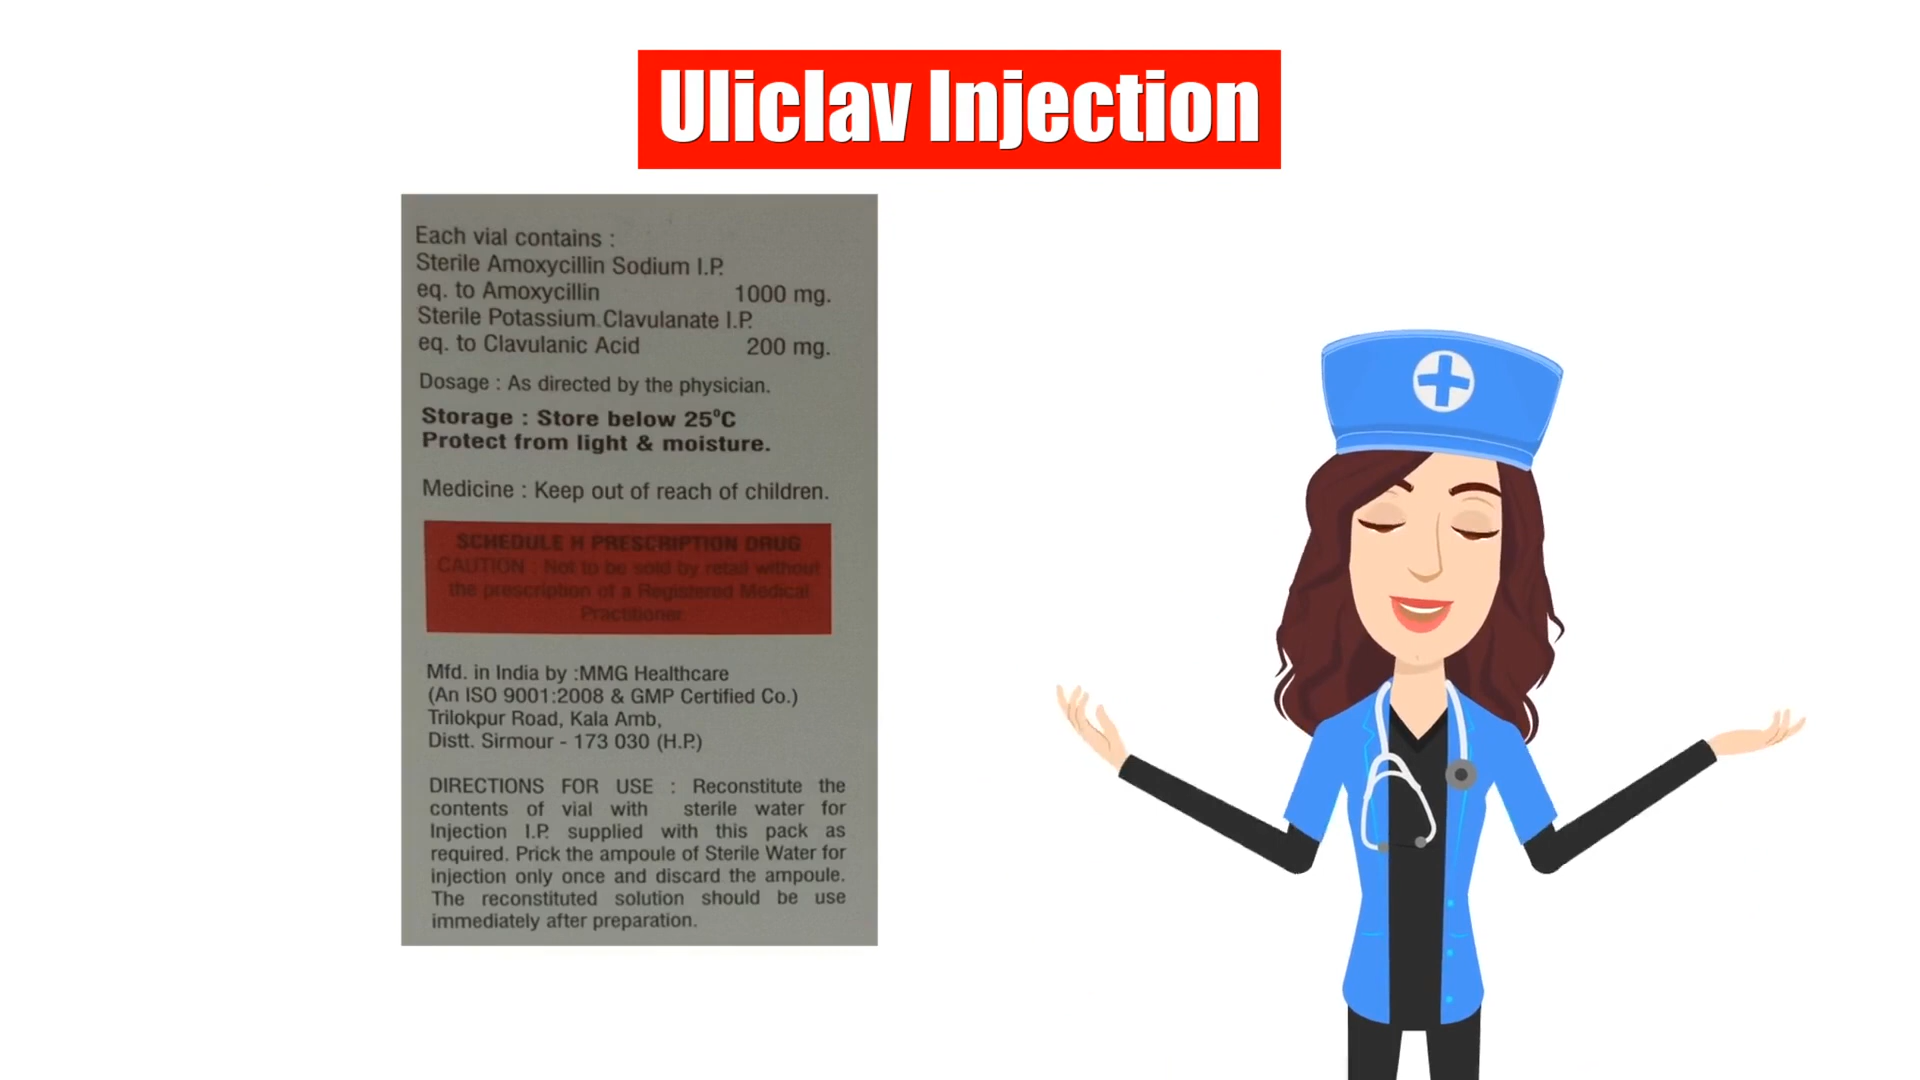 Uliclav Injection
Each vial contains :
Sterile Amoxycillin Sodium I.P.
eq. to Amoxycillin 1000 mg.
Sterile Potassium Clavulanate I.P.
eq. to Clavulanic Acid 200 mg.
Dosage : As directed by the physician.
Storage : Store below 25⁰C
Protect from light & moisture.
Medicine : Keep out of reach of children.
SCHEDULE H PRESCRIPTION DRUG
CAUTION : Not to be sold by retail without
the prescription of a Registered Medical
Practitioner
Mfd. in India by :MMG Healthcare
(An ISO 9001:2008 & GMP Certified Co.)
Trilokpur Road, Kala Amb,
Distt. Sirmour - 173 030 (H.P.)
DIRECTIONS FOR USE : Reconstitute the
contents of vial with sterile water for
Injection I.P. supplied with this pack as
required. Prick the ampoule of Sterile Water for
injection only once and discard the ampoule.
The reconstituted solution should be use
immediately after preparation.